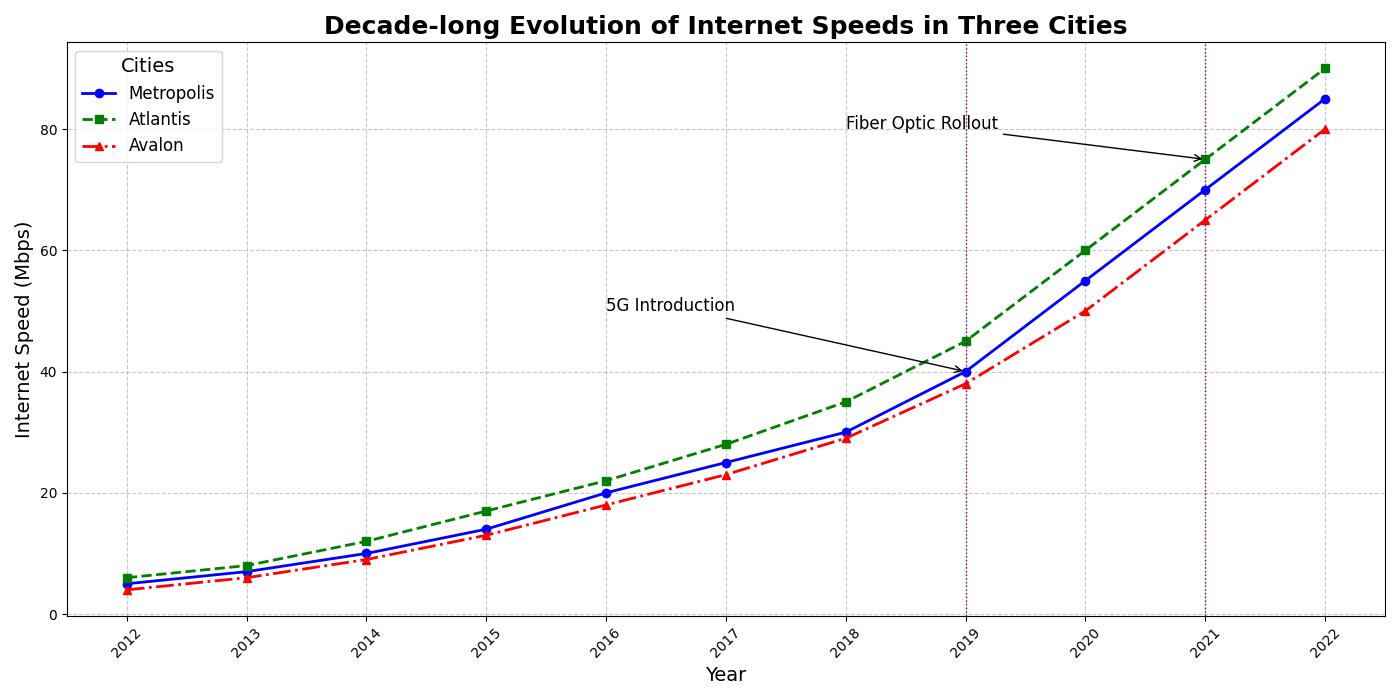 Decade-long Evolution of Internet Speeds in Three Cities
Cities
Metropolis
Atlantis
Avalon
Fiber Optic Rollout
5G Introduction
Internet Speed (Mbps)
80
60
40
20
0
2012 2013 2014 2015 2016 2017 2018 2019 2020 2021 2022
Year